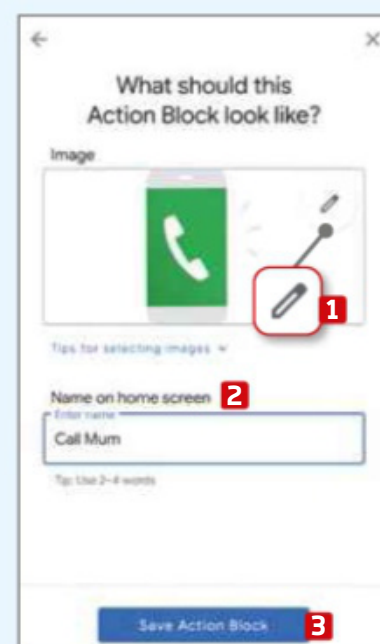 What should this
Action Block look like?
Image
1
Tips for selecting images
Name on home screen 2
Enter name
Call Mum
Tip: Use 2-4 words
Save Action Block 3